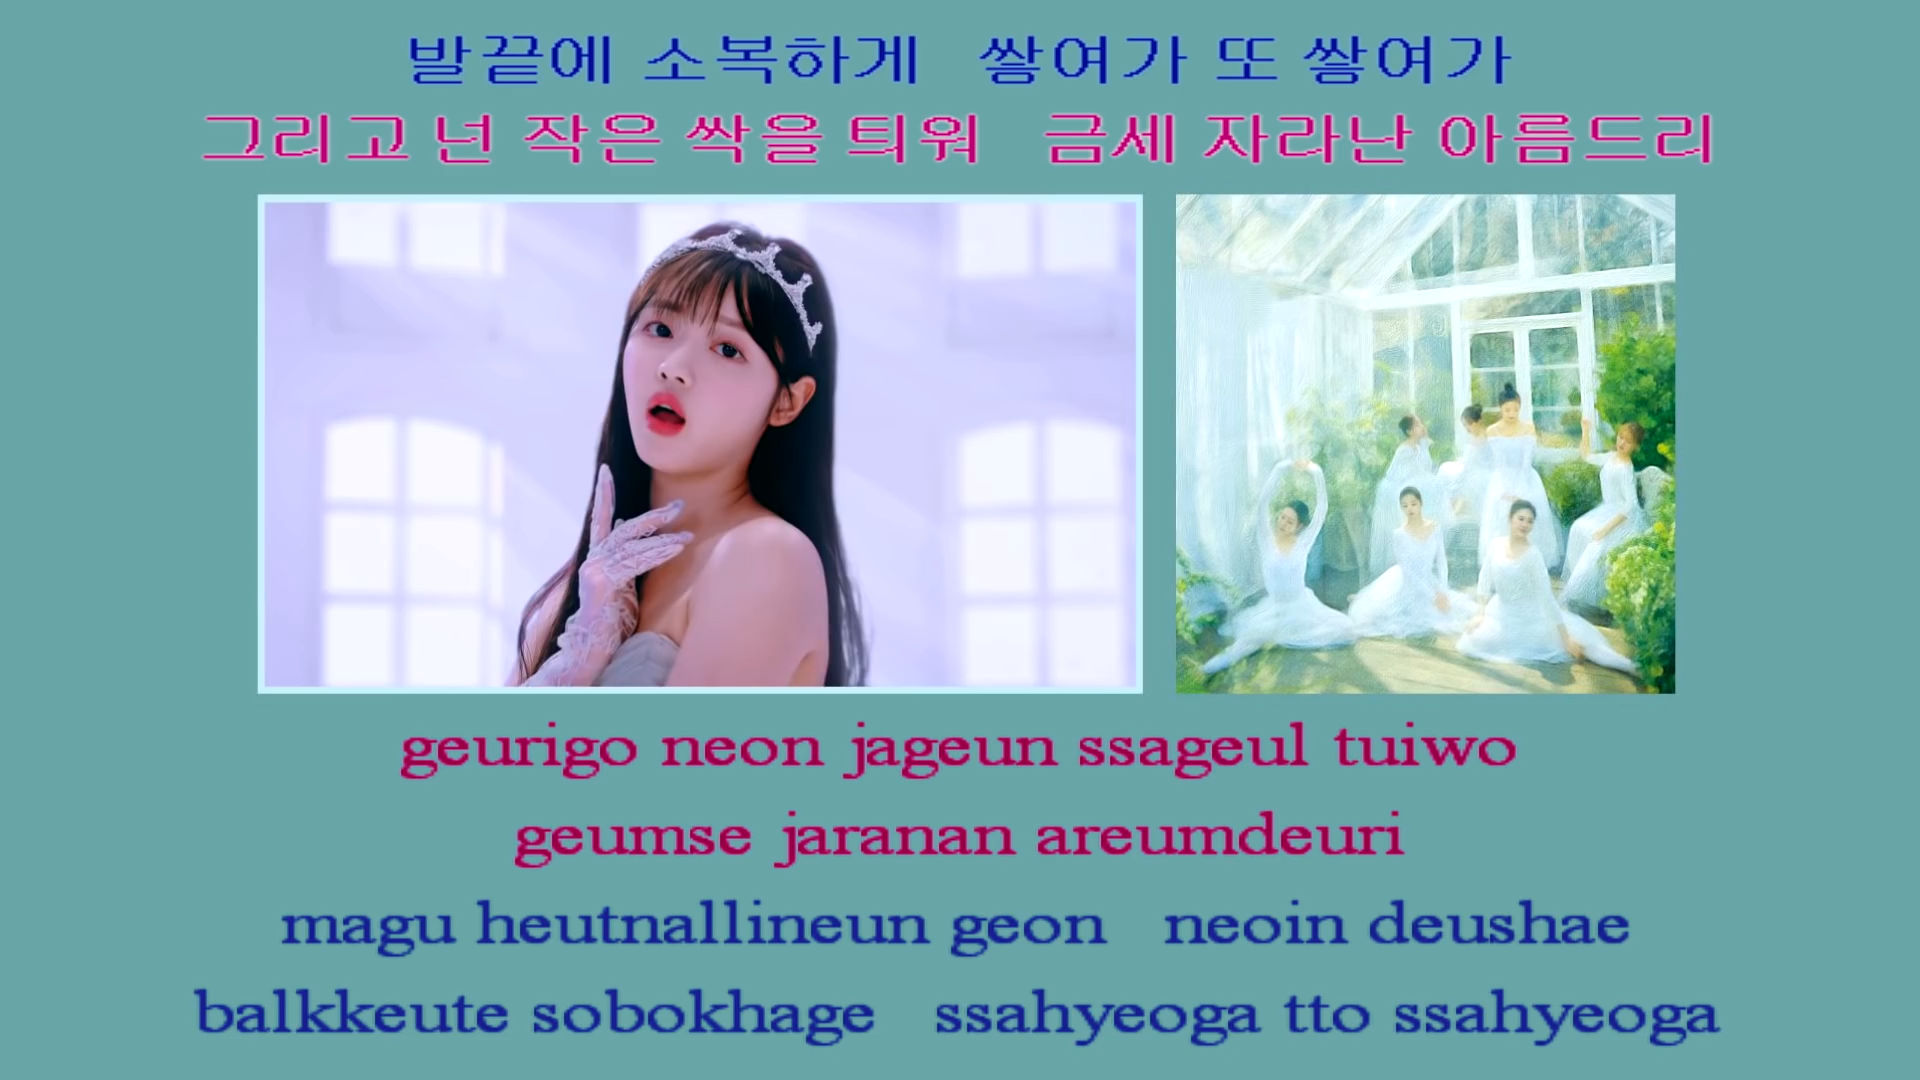 발끝에 소복하게 쌓여가 또 쌓여가
그리고 넌 작은 싹을 틔워 금세 자라난 아름드리
geurigo neon jageun ssageul tuiwo
geumse jaranan areumdeuri
magu heutnallineun geon neoin deushae
balkkeute sobokhage ssahyeoga tto ssahyeoga